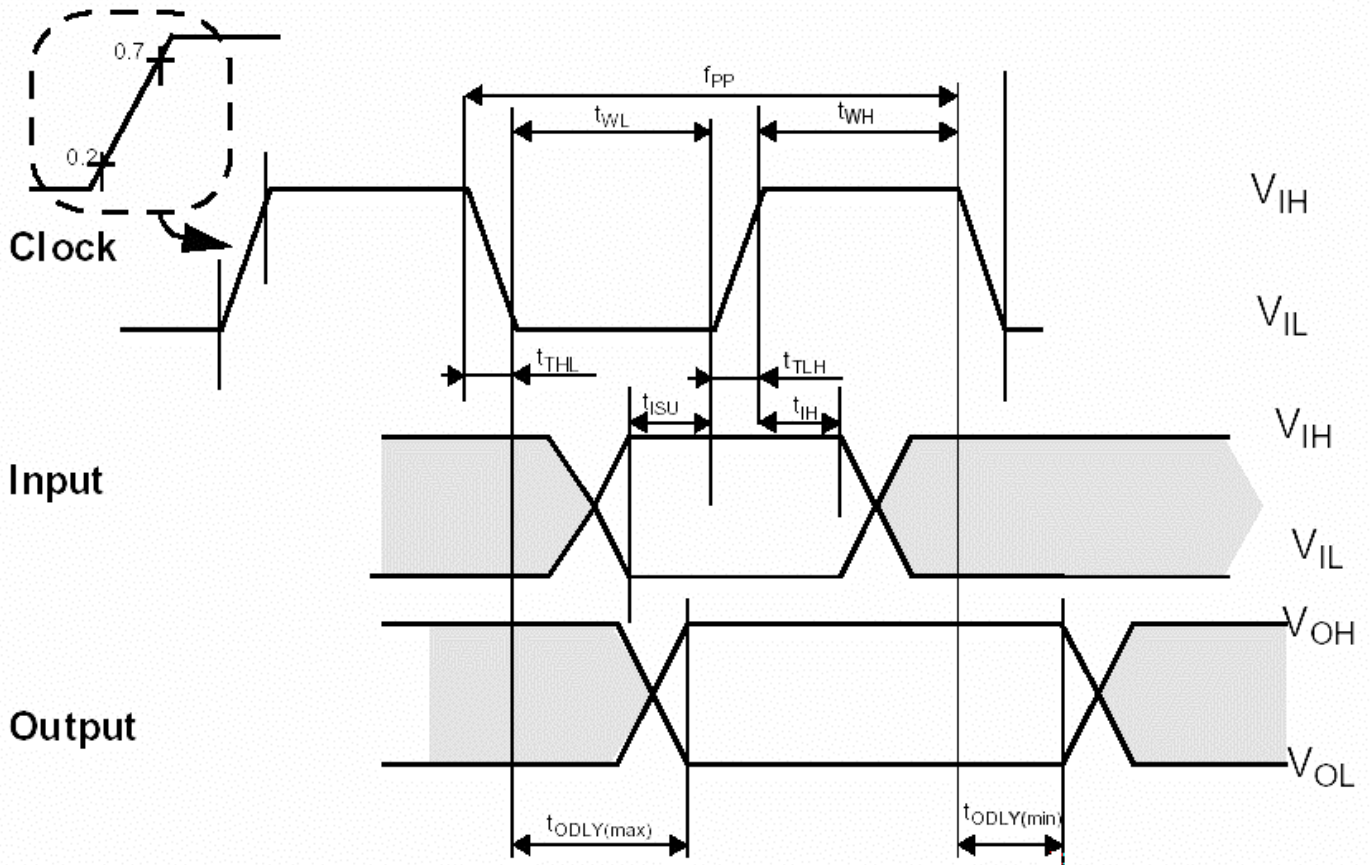 0.7
0.2
Clock
fPP
tWL
tWH
VIH
VIL
tTHL
tTLH
tISU
tIH
Input
VIH
VIL
Output
VOH
VOL
tODLY(max)
tODLY(min)